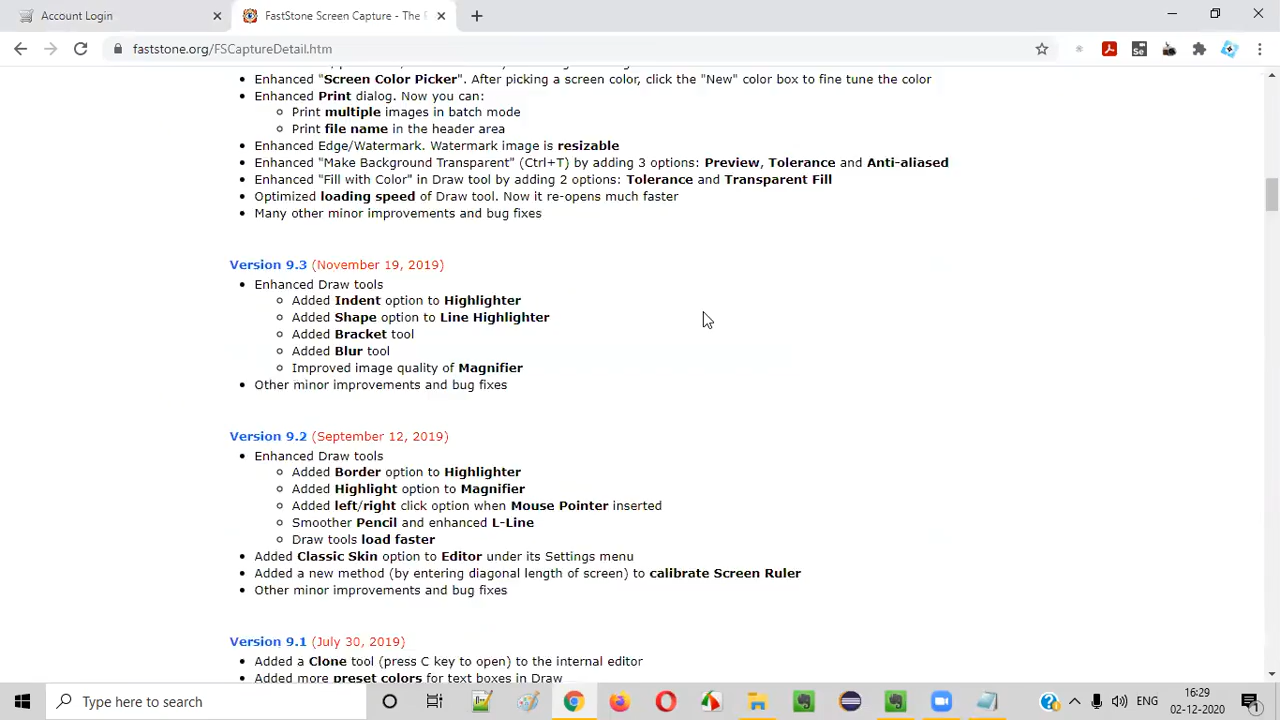 Account Login
FastStone Screen Capture - The F
faststone.org/FSCaptureDetail.htm
Enhanced "Screen Color Picker". After picking a screen color, click the "New" color box to fine tune the color
Enhanced Print dialog. Now you can:
Print multiple images in batch mode
Print file name in the header area
Enhanced Edge/Watermark. Watermark image is resizable
Enhanced "Make Background Transparent" (Ctrl+T) by adding 3 options: Preview, Tolerance and Anti-aliased
Enhanced "Fill with Color" in Draw tool by adding 2 options: Tolerance and Transparent Fill
Optimized loading speed of Draw tool. Now it re-opens much faster
Many other minor improvements and bug fixes
Version 9.3 (November 19, 2019)
Enhanced Draw tools
Added Indent option to Highlighter
Added Shape option to Line Highlighter
Added Bracket tool
Added Blur tool
Improved image quality of Magnifier
Other minor improvements and bug fixes
Version 9.2 (September 12, 2019)
Enhanced Draw tools
Added Border option to Highlighter
Added Highlight option to Magnifier
Added left/right click option when Mouse Pointer inserted
Smoother Pencil and enhanced L-Line
Draw tools load faster
Added Classic Skin option to Editor under its Settings menu
Added a new method (by entering diagonal length of screen) to calibrate Screen Ruler
Other minor improvements and bug fixes
Version 9.1 (July 30, 2019)
Added a Clone tool (press C key to open) to the internal editor
Added more preset colors for text boxes in Draw
Type here to search
ENG
16:29
02-12-2020